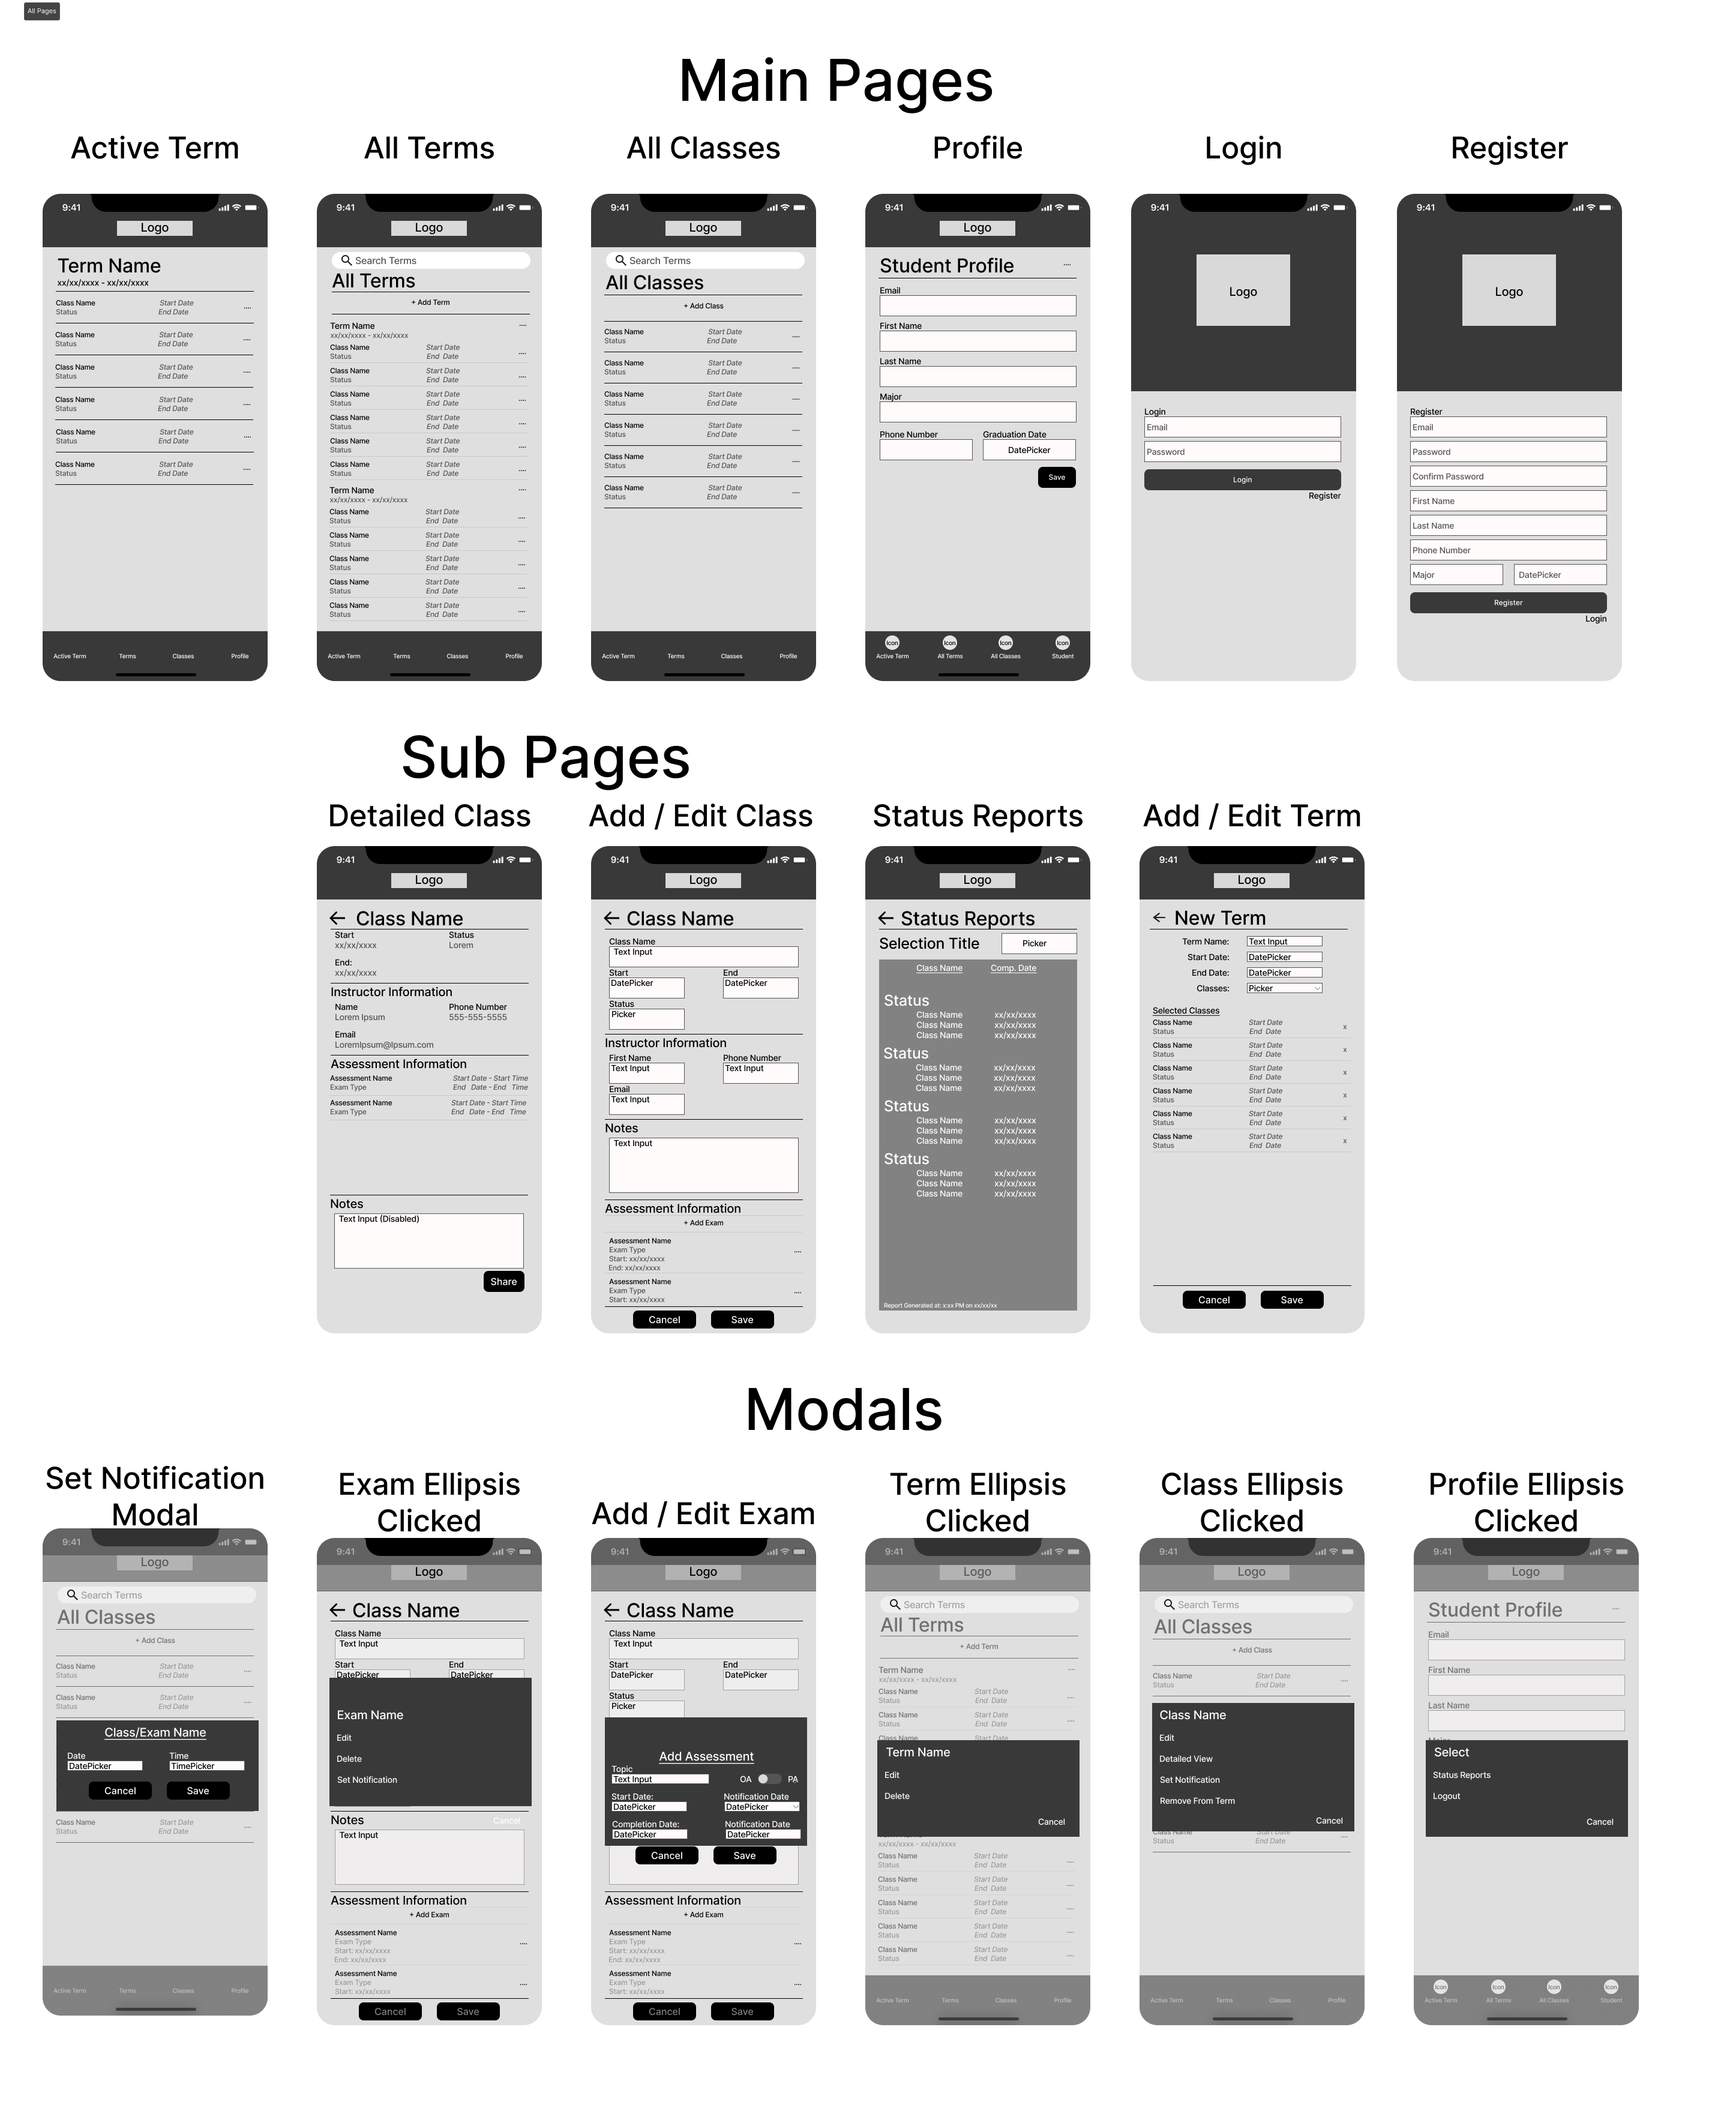 All Pages
Main Pages
Active Term
9:41
Logo
Term Name
xx/xx/xxxx - xx/xx/xxxx
Class Name Start Date
Status End Date
Class Name Start Date
Status End Date
Class Name Start Date
Status End Date
Class Name Start Date
Status End Date
Class Name Start Date
Status End Date
Class Name Start Date
Status End Date
Active Term Terms Classes Profile
All Terms
9:41
Logo
Search Terms
All Terms
+ Add Term
Term Name
xx/xx/xxxx - xx/xx/xxxx
Class Name Start Date
Status End Date
Class Name Start Date
Status End Date
Class Name Start Date
Status End Date
Class Name Start Date
Status End Date
Class Name Start Date
Status End Date
Class Name Start Date
Status End Date
Term Name
xx/xx/xxxx - xx/xx/xxxx
Class Name Start Date
Status End Date
Class Name Start Date
Status End Date
Class Name Start Date
Status End Date
Class Name Start Date
Status End Date
Class Name Start Date
Status End Date
Active Term Terms Classes Profile
All Classes
9:41
Logo
Search Terms
All Classes
+ Add Class
Class Name Start Date
Status End Date
Class Name Start Date
Status End Date
Class Name Start Date
Status End Date
Class Name Start Date
Status End Date
Class Name Start Date
Status End Date
Class Name Start Date
Status End Date
Active Term Terms Classes Profile
Profile
9:41
Logo
Student Profile
Email
First Name
Last Name
Major
Phone Number Graduation Date
DatePicker
Save
Icon Icon Icon Icon
Active Term All Terms All Classes Student
Login
9:41
Logo
Login
Email
Password
Login
Register
Register
9:41
Logo
Register
Email
Password
Confirm Password
First Name
Last Name
Phone Number
Major DatePicker
Register
Login
Sub Pages
Detailed Class
9:41
Logo
Class Name
Start Status
xx/xx/xxxx Lorem
End:
xx/xx/xxxx
Instructor Information
Name Phone Number
Lorem Ipsum 555-555-5555
Email
LoremIpsum@Ipsum.com
Assessment Information
Assessment Name Start Date - Start Time
Exam Type End Date - End Time
Assessment Name Start Date - Start Time
Exam Type End Date - End Time
Notes
Text Input (Disabled)
Share
Add / Edit Class
9:41
Logo
Class Name
Class Name
Text Input
Start End
DatePicker DatePicker
Status
Picker
Instructor Information
First Name Phone Number
Text Input Text Input
Email
Text Input
Notes
Text Input
Assessment Information
+ Add Exam
Assessment Name
Exam Type
Start: xx/xx/xxxx
End: xx/xx/xxxx
Assessment Name
Exam Type
Start: xx/xx/xxxx
Cancel Save
Status Reports
9:41
Logo
Status Reports
Selection Title Picker
Class Name Comp. Date
Status
Class Name xx/xx/xxxx
Class Name xx/xx/xxxx
Class Name xx/xx/xxxx
Status
Class Name xx/xx/xxxx
Class Name xx/xx/xxxx
Class Name xx/xx/xxxx
Status
Class Name xx/xx/xxxx
Class Name xx/xx/xxxx
Class Name xx/xx/xxxx
Status
Class Name xx/xx/xxxx
Class Name xx/xx/xxxx
Class Name xx/xx/xxxx
Report Generated at: x:xx PM on xx/xx/xx
Add / Edit Term
9:41
Logo
New Term
Term Name: Text Input
Start Date: DatePicker
End Date: DatePicker
Classes: Picker
Selected Classes
Class Name Start Date
Status End Date x
Class Name Start Date
Status End Date x
Class Name Start Date
Status End Date x
Class Name Start Date
Status End Date x
Class Name Start Date
Status End Date x
Class Name Start Date
Status End Date x
Cancel Save
Modals
Set Notification
Modal
9:41
Logo
Search Terms
All Classes
+ Add Class
Class Name Start Date
Status End Date
Class Name Start Date
Status End Date
Class/Exam Name
Date Time
DatePicker TimePicker
Cancel Save
Class Name Start Date
Status End Date
Active Term Terms Classes Profile
Exam Ellipsis
Clicked
9:41
Logo
Class Name
Class Name
Text Input
Start End
DatePicker DatePicker
Exam Name
Edit
Delete
Set Notification
Notes Cancel
Text Input
Assessment Information
+ Add Exam
Assessment Name
Exam Type
Start: xx/xx/xxxx
End: xx/xx/xxxx
Assessment Name
Exam Type
Start: xx/xx/xxxx
Cancel Save
Add / Edit Exam
9:41
Logo
Class Name
Class Name
Text Input
Start End
DatePicker DatePicker
Status
Picker
Add Assessment
Topic
Text Input OA PA
Start Date: Notification Date
DatePicker DatePicker
Completion Date: Notification Date
DatePicker DatePicker
Cancel Save
Assessment Information
+ Add Exam
Assessment Name
Exam Type
Start: xx/xx/xxxx
End: xx/xx/xxxx
Assessment Name
Exam Type
Start: xx/xx/xxxx
Cancel Save
Term Ellipsis
Clicked
9:41
Logo
Search Terms
All Terms
+ Add Term
Term Name
xx/xx/xxxx - xx/xx/xxxx
Class Name Start Date
Status End Date
Class Name Start Date
Status End Date
Class Name Start Date
Term Name
Edit
Delete
Cancel
xx/xx/xxxx - xx/xx/xxxx
Class Name Start Date
Status End Date
Class Name Start Date
Status End Date
Class Name Start Date
Status End Date
Class Name Start Date
Status End Date
Class Name Start Date
Status End Date
Active Term Terms Classes Profile
Class Ellipsis
Clicked
9:41
Logo
Search Terms
All Classes
+ Add Class
Class Name Start Date
Status End Date
Class Name
Edit
Detailed View
Set Notification
Remove From Term
Cancel
Class Name Start Date
Status End Date
Active Term Terms Classes Profile
Profile Ellipsis
Clicked
9:41
Logo
Student Profile
Email
First Name
Last Name
Select
Status Reports
Logout
Cancel
Icon Icon Icon Icon
Active Term All Terms All Classes Student